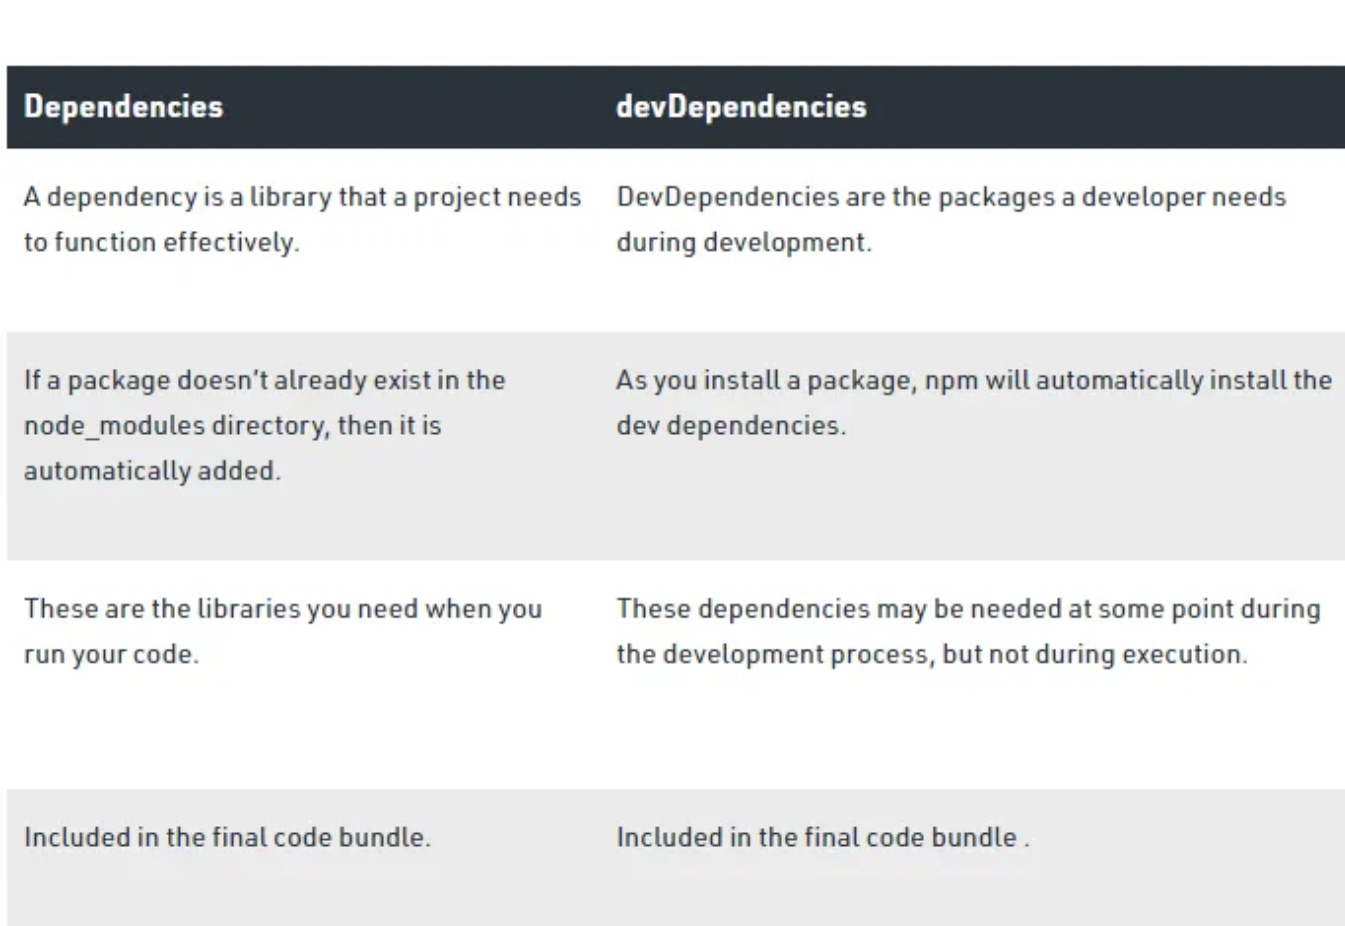 Dependencies
devDependencies
A dependency is a library that a project needs
to function effectively.
DevDependencies are the packages a developer needs
during development.
If a package doesn't already exist in the
node_modules directory, then it is
automatically added.
As you install a package, npm will automatically install the
dev dependencies.
These are the libraries you need when you
run your code.
These dependencies may be needed at some point during
the development process, but not during execution.
Included in the final code bundle.
Included in the final code bundle .